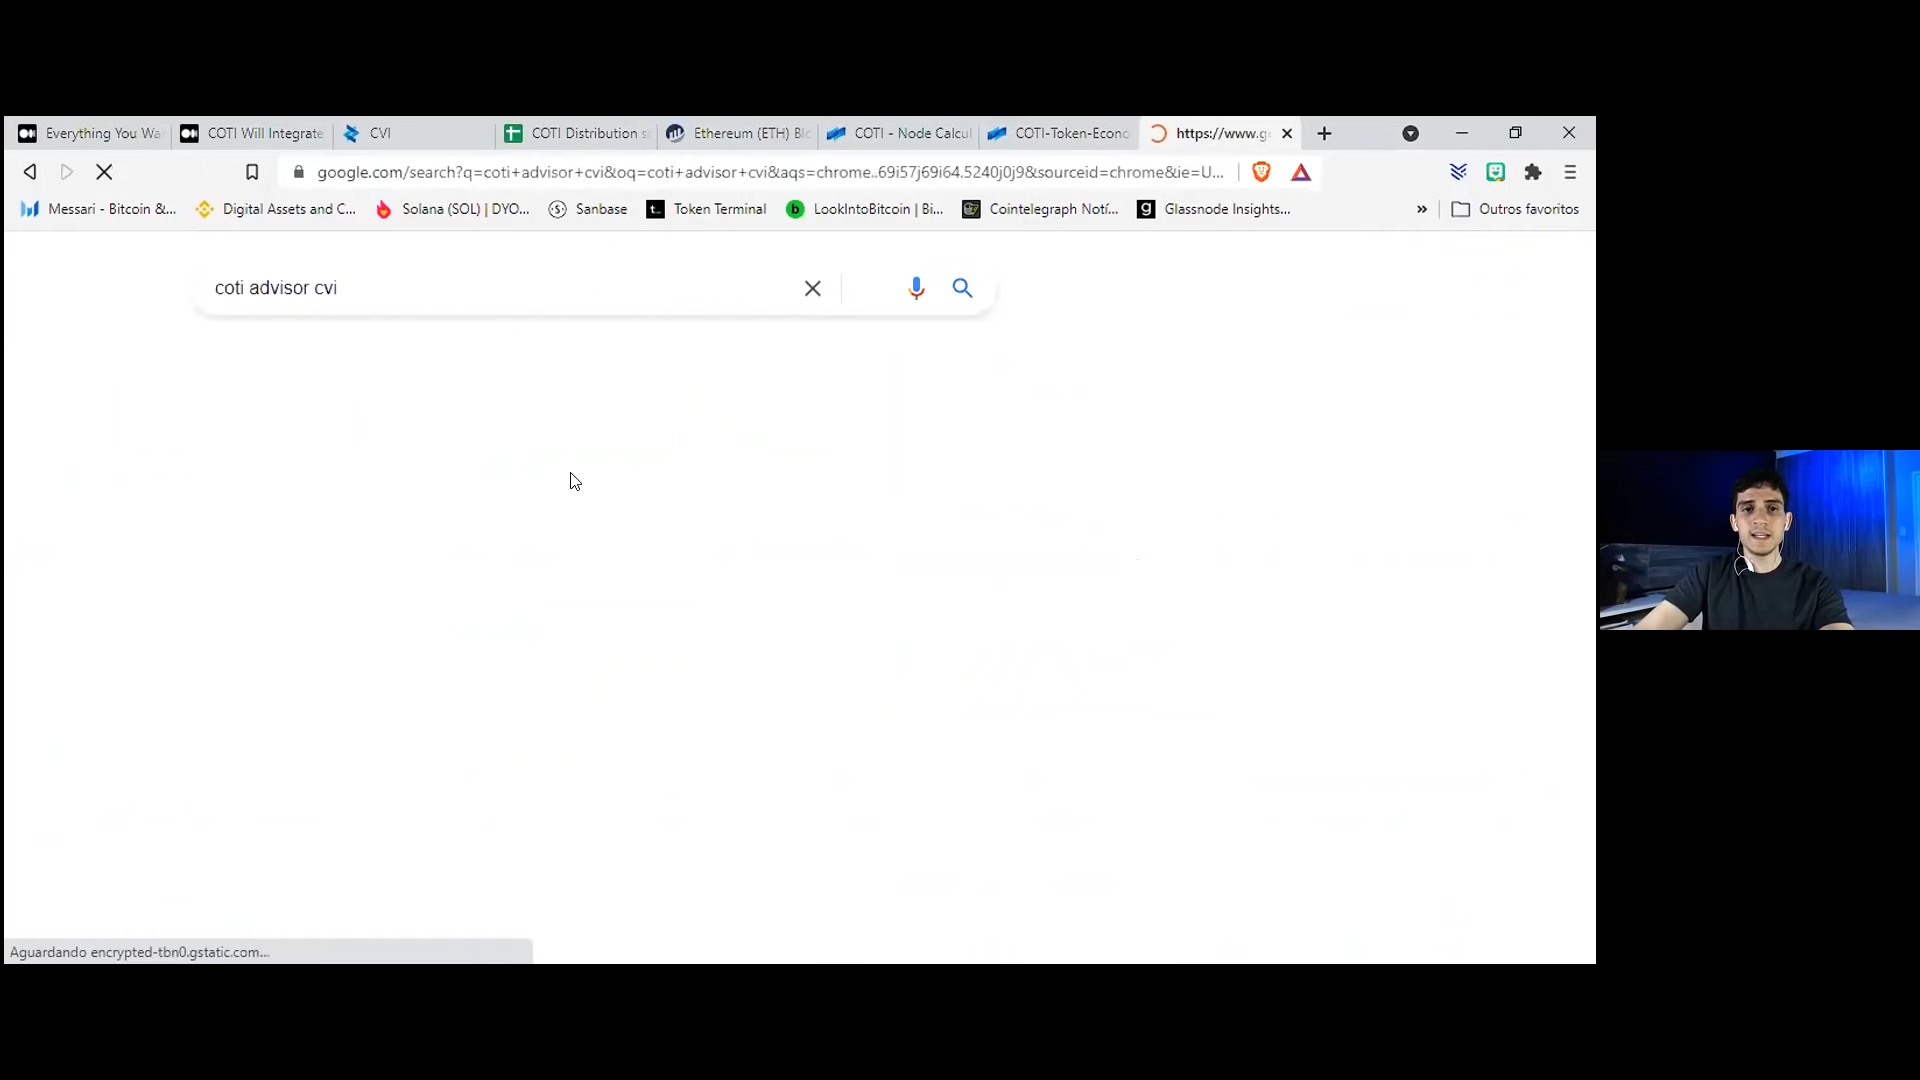 Everything You Wa
COTI Will Integrate
CVI
COTI Distribution s
Ethereum (ETH) Blo
COTI - Node Calcul
COTI-Token-Econo
https://www.g
google.com/search?q=coti+advisor+cvi&oq=coti+advisor+cvi&aqs=chrome..69i57j69i64.5240j0j9&sourceid=chrome&ie=U...
Messari - Bitcoin &...
Digital Assets and C...
Solana (SOL) | DYO...
Sanbase
Token Terminal
LookIntoBitcoin | Bi...
Cointelegraph Notí...
Glassnode Insights...
»
Outros favoritos
coti advisor cvi
Aguardando encrypted-tbn0.gstatic.com...